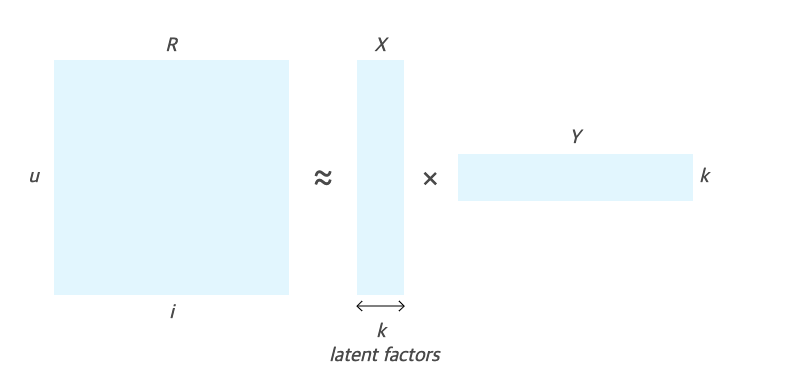 R
X
Y
u
≈
×
k
i
k
latent factors